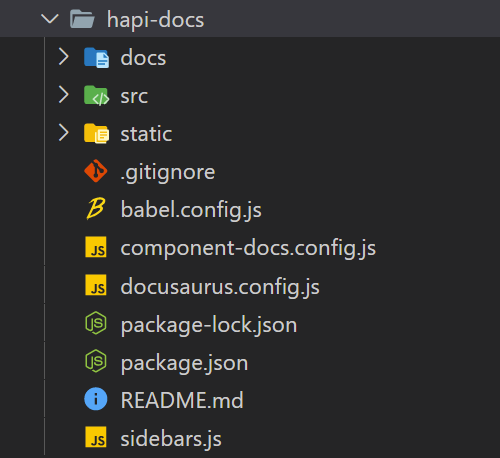 hapi-docs
docs
src
static
.gitignore
babel.config.js
component-docs.config.js
docusaurus.config.js
package-lock.json
package.json
README.md
sidebars.js